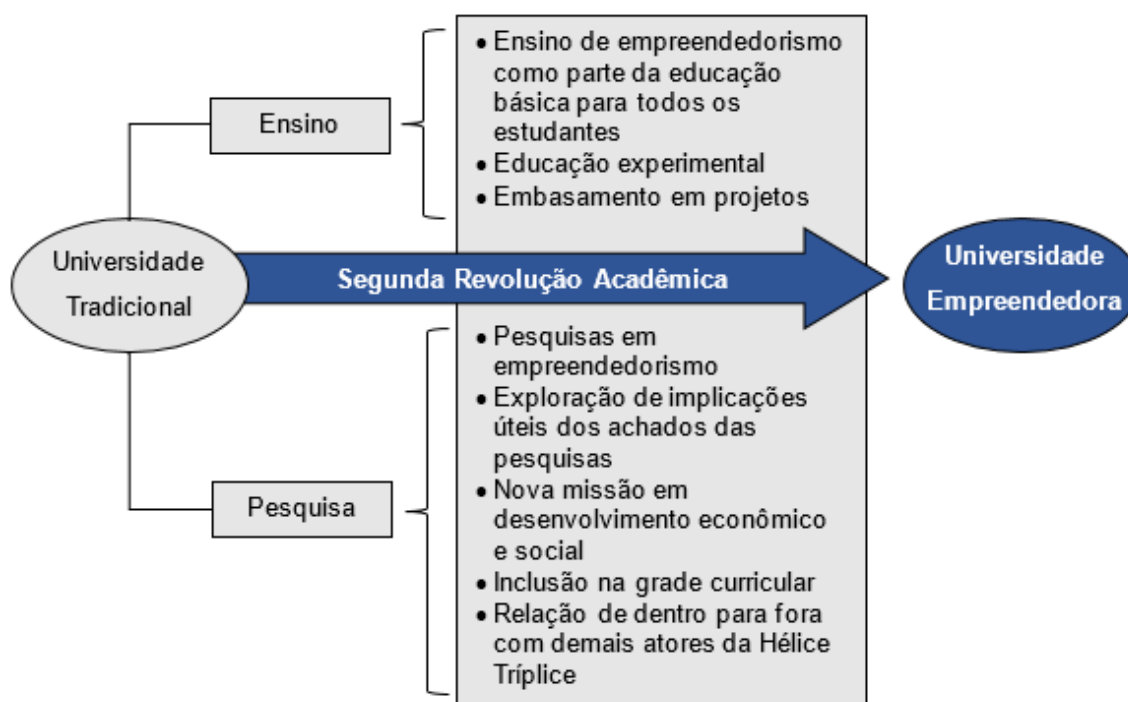 • Ensino de empreendedorismo
como parte da educação
básica para todos os
estudantes
• Educação experimental
• Embasamento em projetos
Ensino
Universidade
Tradicional
Segunda Revolução Acadêmica
Universidade
Empreendedora
Pesquisa
• Pesquisas em
empreendedorismo
• Exploração de implicações
úteis dos achados das
pesquisas
• Nova missão em
desenvolvimento econômico
e social
• Inclusão na grade curricular
• Relação de dentro para fora
com demais atores da Hélice
Tríplice